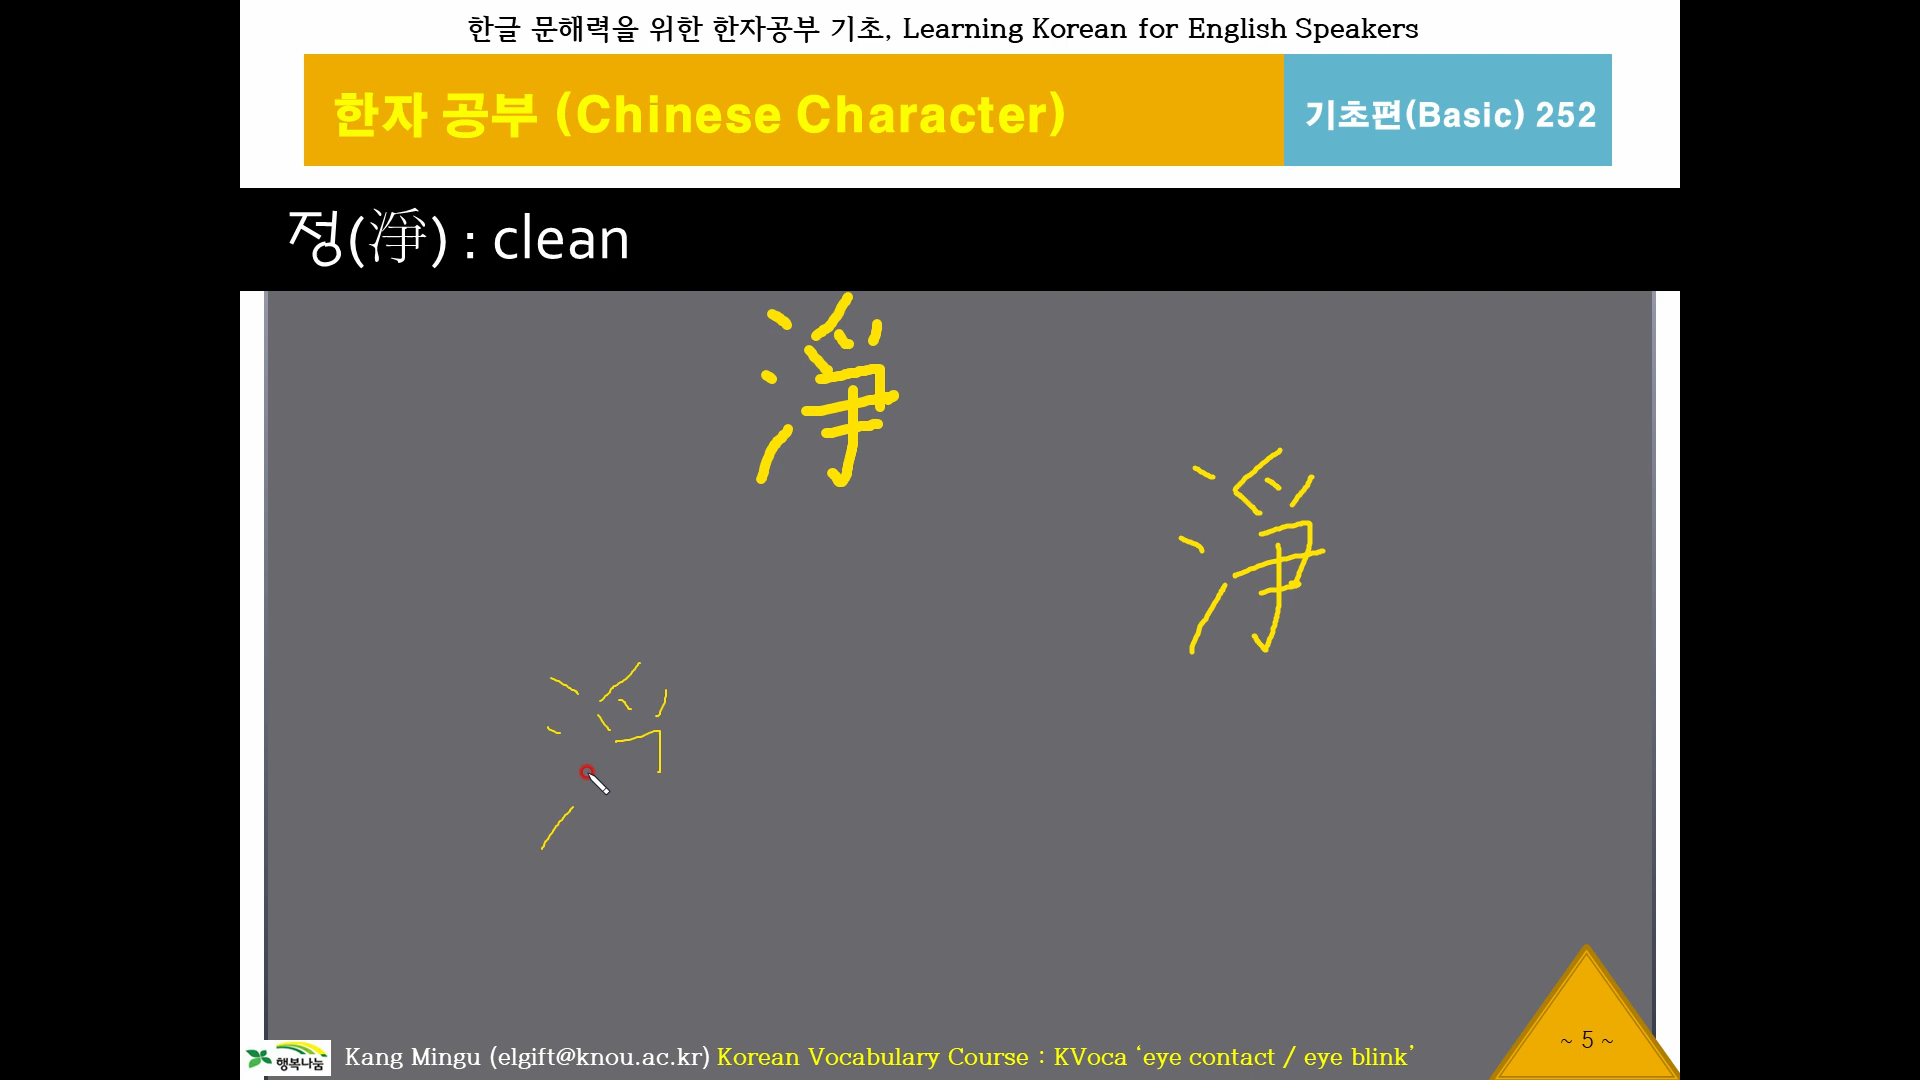 한글 문해력을 위한 한자공부 기초, Learning Korean for English Speakers
한자 공부 (Chinese Character)
기초편(Basic) 252
정(淨) : clean
淨
淨
행복나눔
Kang Mingu (elgift@knou.ac.kr) Korean Vocabulary Course : KVoca ‘eye contact / eye blink’
~ 5 ~